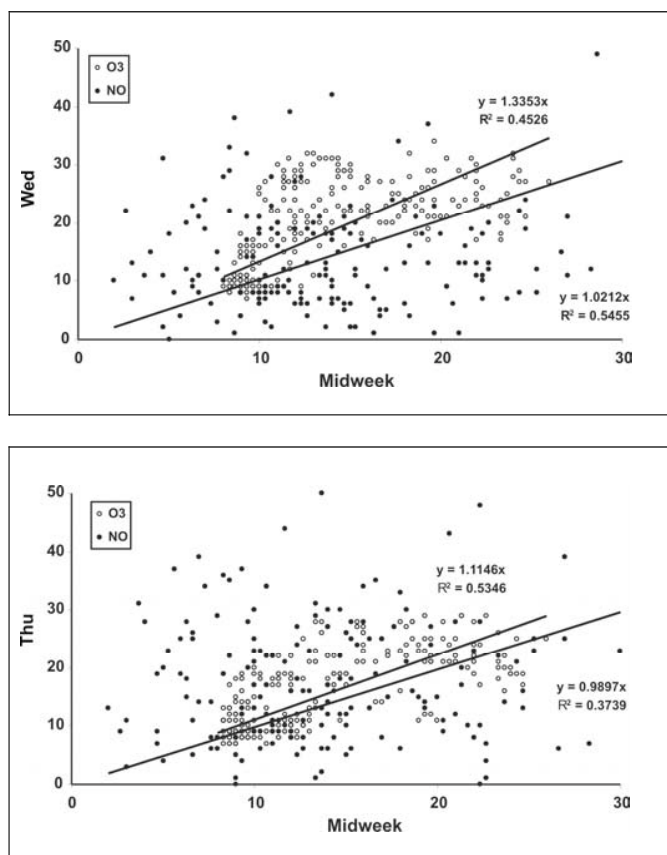 50
O3
NO
40
y = 1.3353x
R² = 0.4526
30
Wed
20
10
y = 1.0212x
R² = 0.5455
0
0 10 20 30
Midweek
50
O3
NO
40
y = 1.1146x
R² = 0.5346
30
Thu
20
y = 0.9897x
R² = 0.3739
10
0
0 10 20 30
Midweek